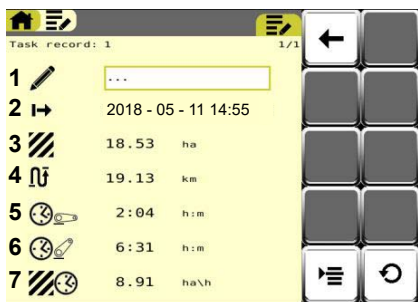 Task record: 1 1/1
1 ...
2 2018 - 05 - 11 14:55
3 18.53 ha
4 19.13 km
5 2:04 h:m
6 6:31 h:m
7 8.91 ha\h